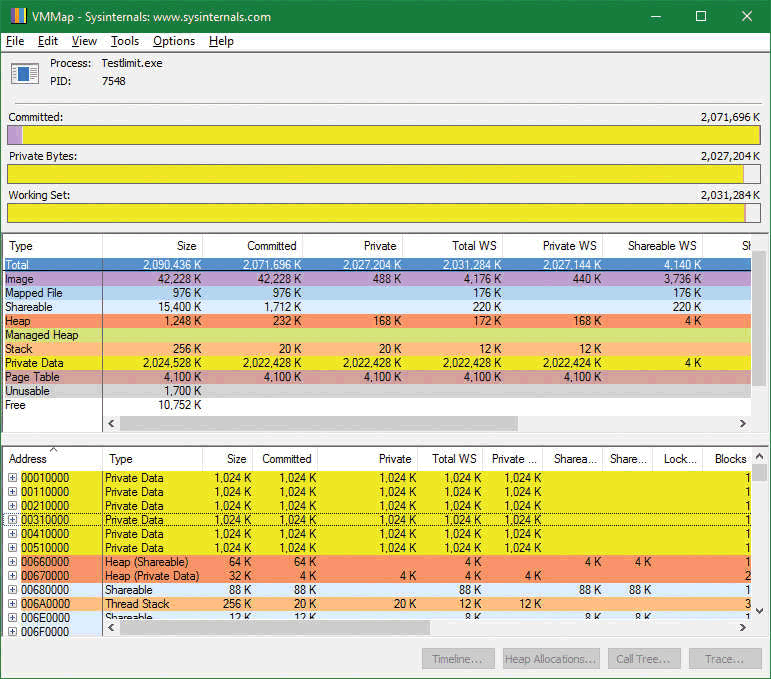 VMMap - Sysinternals: www.sysinternals.com
File Edit View Tools Options Help
Process: Testlimit.exe
PID: 7548
Committed: 2,071,696 K
Private Bytes: 2,027,204 K
Working Set: 2,031,284 K
Type Size Committed Private Total WS Private WS Shareable WS Sh
Total 2,090,436 K 2,071,696 K 2,027,204 K 2,031,284 K 2,027,144 K 4,140 K
Image 42,228 K 42,228 K 488 K 4,176 K 440 K 3,736 K
Mapped File 976 K 976 K 176 K 176 K
Shareable 15,400 K 1,712 K 220 K 220 K
Heap 1,248 K 232 K 168 K 172 K 168 K 4 K
Managed Heap
Stack 256 K 20 K 20 K 12 K 12 K
Private Data 2,024,528 K 2,022,428 K 2,022,428 K 2,022,428 K 2,022,424 K 4 K
Page Table 4,100 K 4,100 K 4,100 K 4,100 K 4,100 K
Unusable 1,700 K
Free 10,752 K
Address Type Size Committed Private Total WS Private ... Sharea... Share... Lock... Blocks
00010000 Private Data 1,024 K 1,024 K 1,024 K 1,024 K 1,024 K 1
00110000 Private Data 1,024 K 1,024 K 1,024 K 1,024 K 1,024 K 1
00210000 Private Data 1,024 K 1,024 K 1,024 K 1,024 K 1,024 K 1
00310000 Private Data 1,024 K 1,024 K 1,024 K 1,024 K 1,024 K 1
00410000 Private Data 1,024 K 1,024 K 1,024 K 1,024 K 1,024 K 1
00510000 Private Data 1,024 K 1,024 K 1,024 K 1,024 K 1,024 K 1
00660000 Heap (Shareable) 64 K 64 K 4 K 4 K 4 K 1
00670000 Heap (Private Data) 32 K 4 K 4 K 4 K 4 K 2
00680000 Shareable 88 K 88 K 88 K 88 K 88 K 1
006A0000 Thread Stack 256 K 20 K 20 K 12 K 12 K 3
006E0000 Shareable 12 K 12 K 8 K 8 K 8 K 1
006F0000
Timeline... Heap Allocations... Call Tree... Trace...